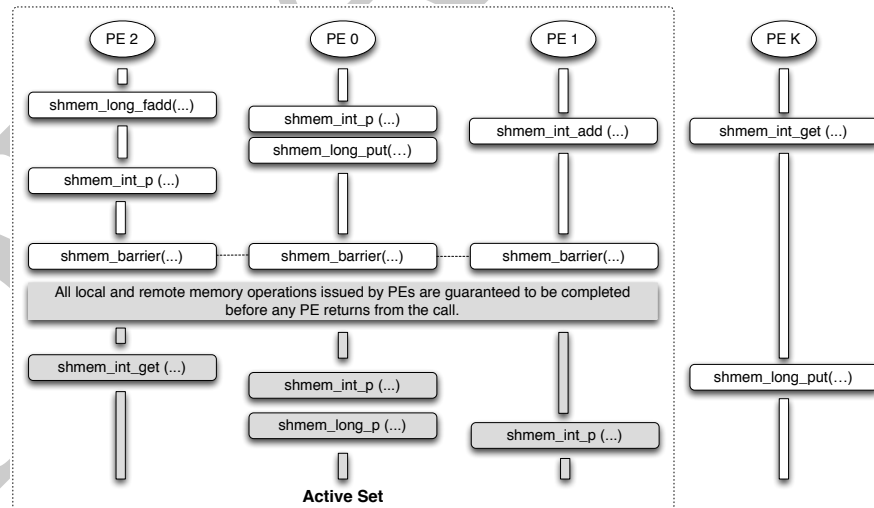 PE 2
PE 0
PE 1
PE K
shmem_long_fadd(...)
shmem_int_p (...)
shmem_int_add (...)
shmem_int_get (...)
shmem_long_put(...)
shmem_int_p (...)
shmem_barrier(...)
shmem_barrier(...)
shmem_barrier(...)
All local and remote memory operations issued by PEs are guaranteed to be completed
before any PE returns from the call.
shmem_int_get (...)
shmem_int_p (...)
shmem_long_put(...)
shmem_long_p (...)
shmem_int_p (...)
Active Set